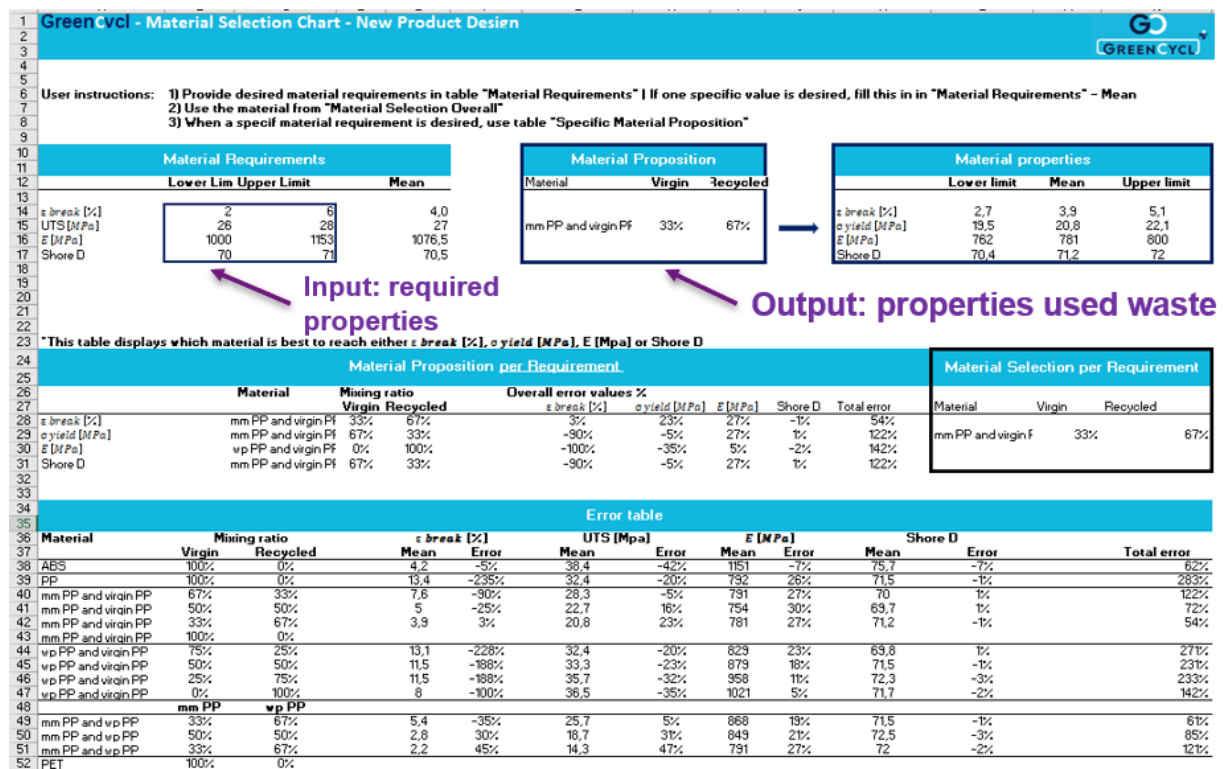 GreenCycl - Material Selection Chart - New Product Design
GO
GREENCYCL
User instructions: 1) Provide desired material requirements in table "Material Requirements" | If one specific value is desired, fill this in in "Material Requirements" - Mean
2) Use the material from "Material Selection Overall"
3) When a specif material requirement is desired, use table "Specific Material Proposition"
Material Requirements Material Proposition Material properties
Lower Lim Upper Limit Mean Material Virgin Recycled Lower limit Mean Upper limit
ε break [%] 2 6 4,0 ε break [%] 2,7 3,9 5,1
UTS [MPa] 26 28 27 mm PP and virgin PF 33% 67% σ yield [MPa] 19,5 20,8 22,1
E [MPa] 1000 1153 1076,5 E [MPa] 762 781 800
Shore D 70 71 70,5 Shore D 70,4 71,2 72
Input: required
properties
Output: properties used waste
*This table displays which material is best to reach either ε break [%], σ yield [MPa], E [Mpa] or Shore D
Material Proposition per Requirement Material Selection per Requirement
Material Mixing ratio Overall error values %
Virgin Recycled ε break [%] σ yield [MPa] E [MPa] Shore D Total error Material Virgin Recycled
ε break [%] mm PP and virgin PF 33% 67% 3% 23% 27% -1% 54%
σ yield [MPa] mm PP and virgin PF 67% 33% -90% -5% 27% 1% 122% mm PP and virgin F 33% 67%
E [MPa] wp PP and virgin PF 0% 100% -100% -35% 5% -2% 142%
Shore D mm PP and virgin PF 67% 33% -90% -5% 27% 1% 122%
Error table
Material Mixing ratio ε break [%] UTS [Mpa] E [MPa] Shore D
Virgin Recycled Mean Error Mean Error Mean Error Mean Error Total error
ABS 100% 0% 4,2 -5% 38,4 -42% 1151 -7% 75,7 -7% 62%
PP 100% 0% 13,4 -235% 32,4 -20% 792 26% 71,5 -1% 283%
mm PP and virgin PP 67% 33% 7,6 -90% 28,3 -5% 791 27% 70 1% 122%
mm PP and virgin PP 50% 50% 5 -25% 22,7 16% 754 30% 69,7 1% 72%
mm PP and virgin PP 33% 67% 3,9 3% 20,8 23% 781 27% 71,2 -1% 54%
mm PP and virgin PP 100% 0%
wp PP and virgin PP 75% 25% 13,1 -228% 32,4 -20% 829 23% 69,8 1% 271%
wp PP and virgin PP 50% 50% 11,5 -188% 33,3 -23% 879 18% 71,5 -1% 231%
wp PP and virgin PP 25% 75% 11,5 -188% 35,7 -32% 958 11% 72,3 -3% 233%
wp PP and virgin PP 0% 100% 8 -100% 36,5 -35% 1021 5% 71,7 -2% 142%
mm PP wp PP
mm PP and wp PP 33% 67% 5,4 -35% 25,7 5% 868 19% 71,5 -1% 61%
mm PP and wp PP 50% 50% 2,8 30% 18,7 31% 849 21% 72,5 -3% 85%
mm PP and wp PP 33% 67% 2,2 45% 14,3 47% 791 27% 72 -2% 121%
PET 100% 0%